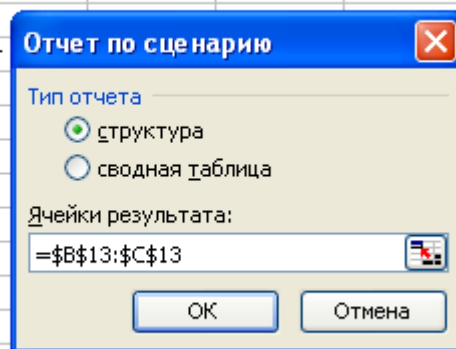 Отчет по сценарию
Тип отчета
структура
сводная таблица
Ячейки результата:
=$B$13:$C$13
ОК
Отмена